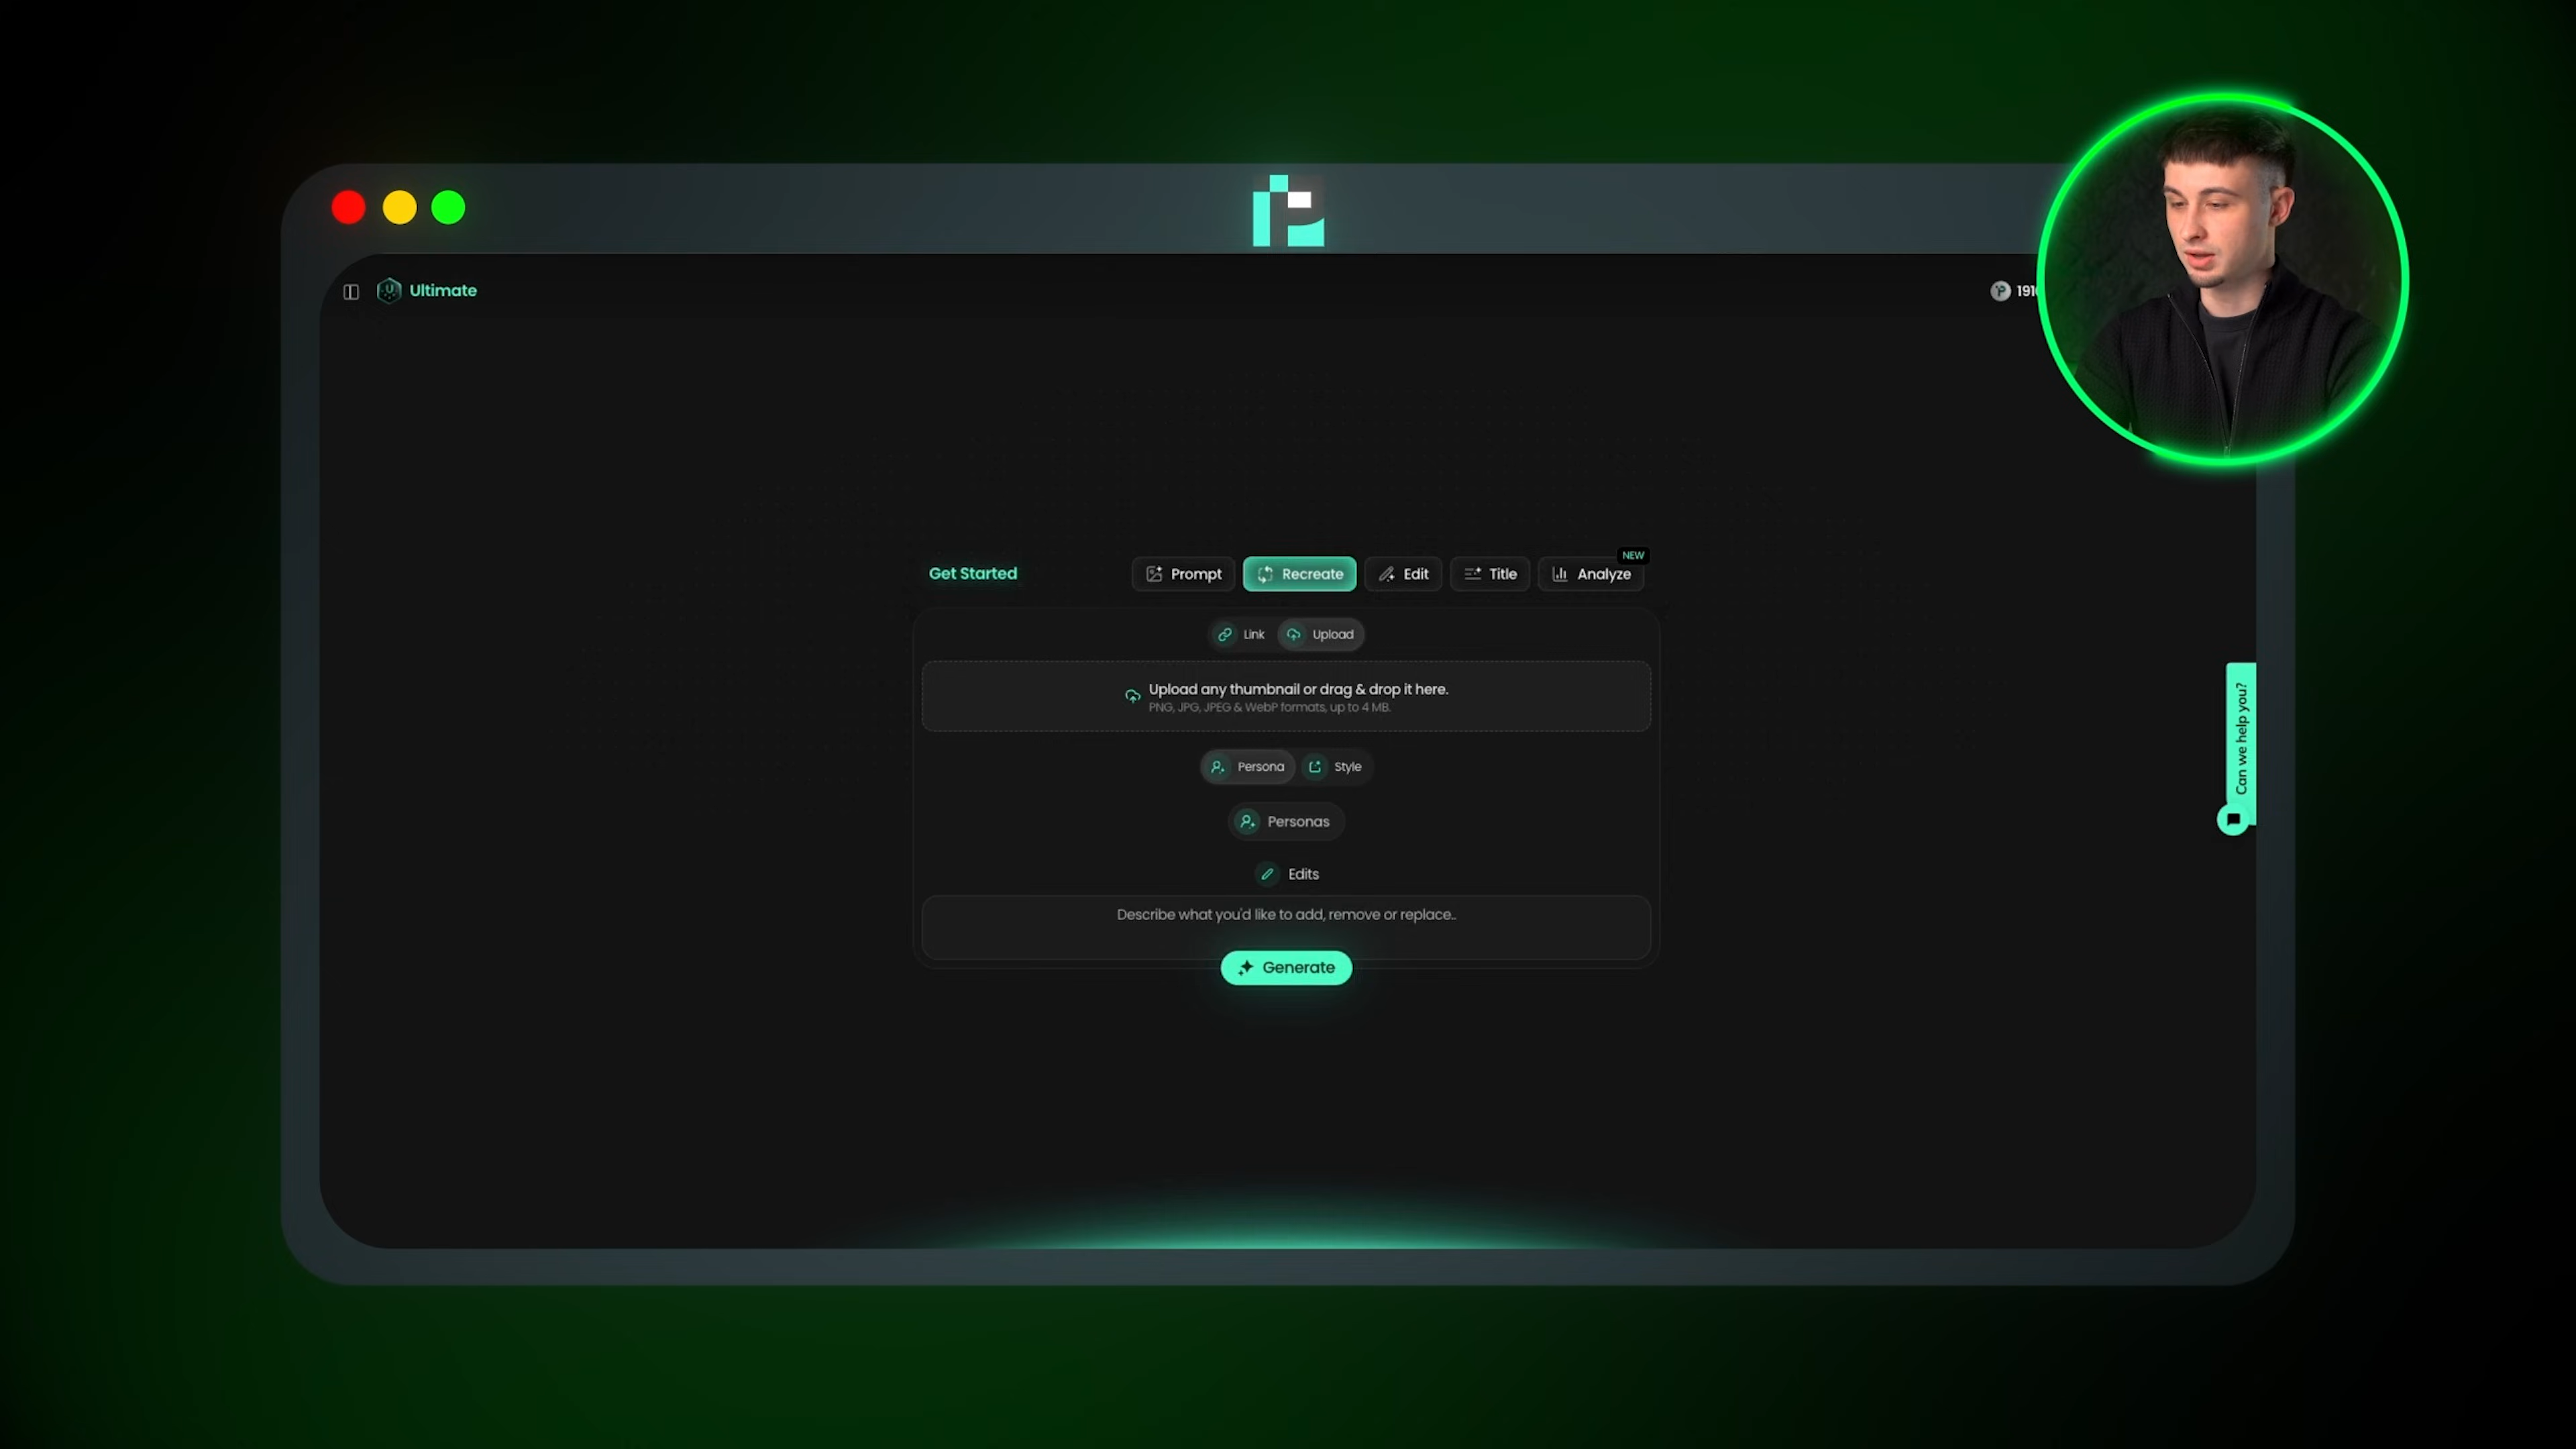 Ultimate
Get Started
Prompt
Recreate
Edit
Title
Analyze
NEW
Link
Upload
Upload any thumbnail or drag & drop it here.
PNG, JPG, JPEG & WebP formats, up to 4 MB.
Persona
Style
Personas
Edits
Describe what you'd like to add, remove or replace..
Generate
Can we help you?